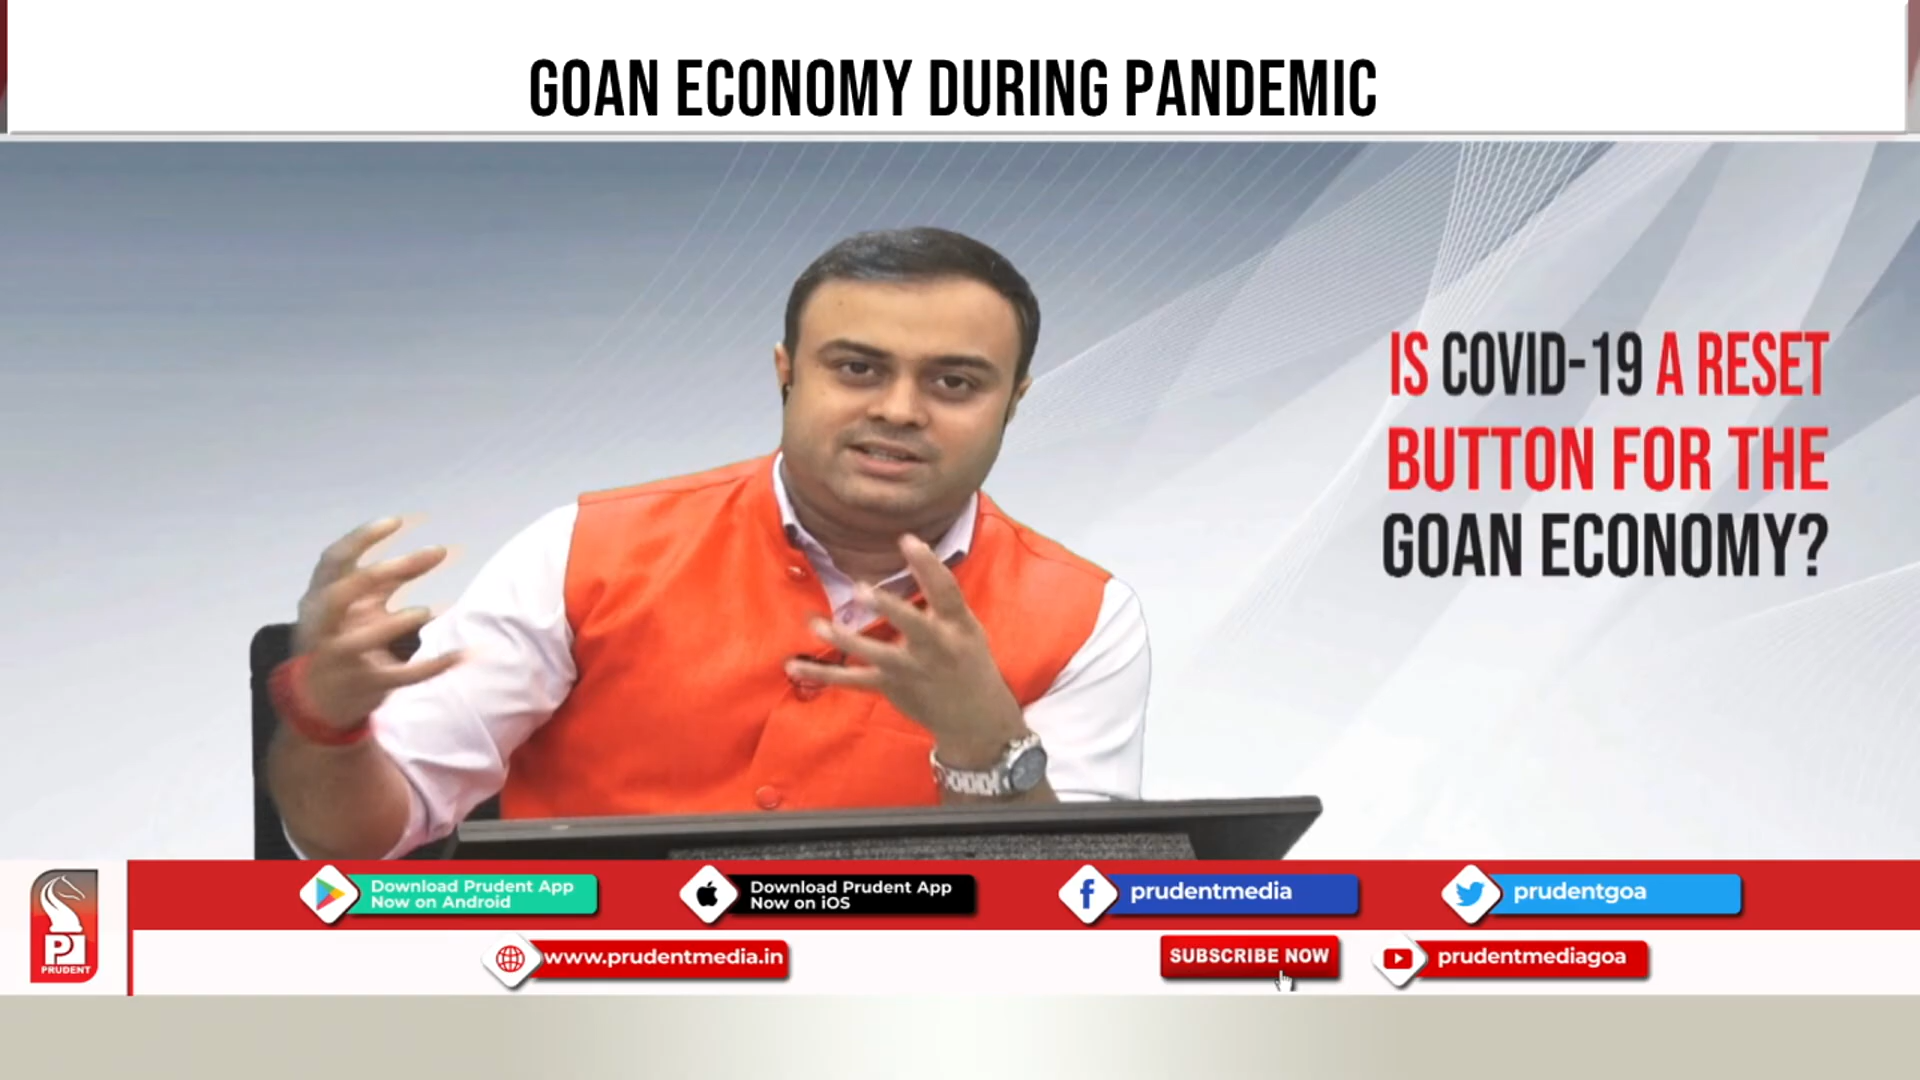 GOAN ECONOMY DURING PANDEMIC
IS COVID-19 A RESET
BUTTON FOR THE
GOAN ECONOMY?
Download Prudent App
Now on Android
Download Prudent App
Now on iOS
prudentmedia
prudentgoa
PRUDENT
www.prudentmedia.in
SUBSCRIBE NOW
prudentmediagoa